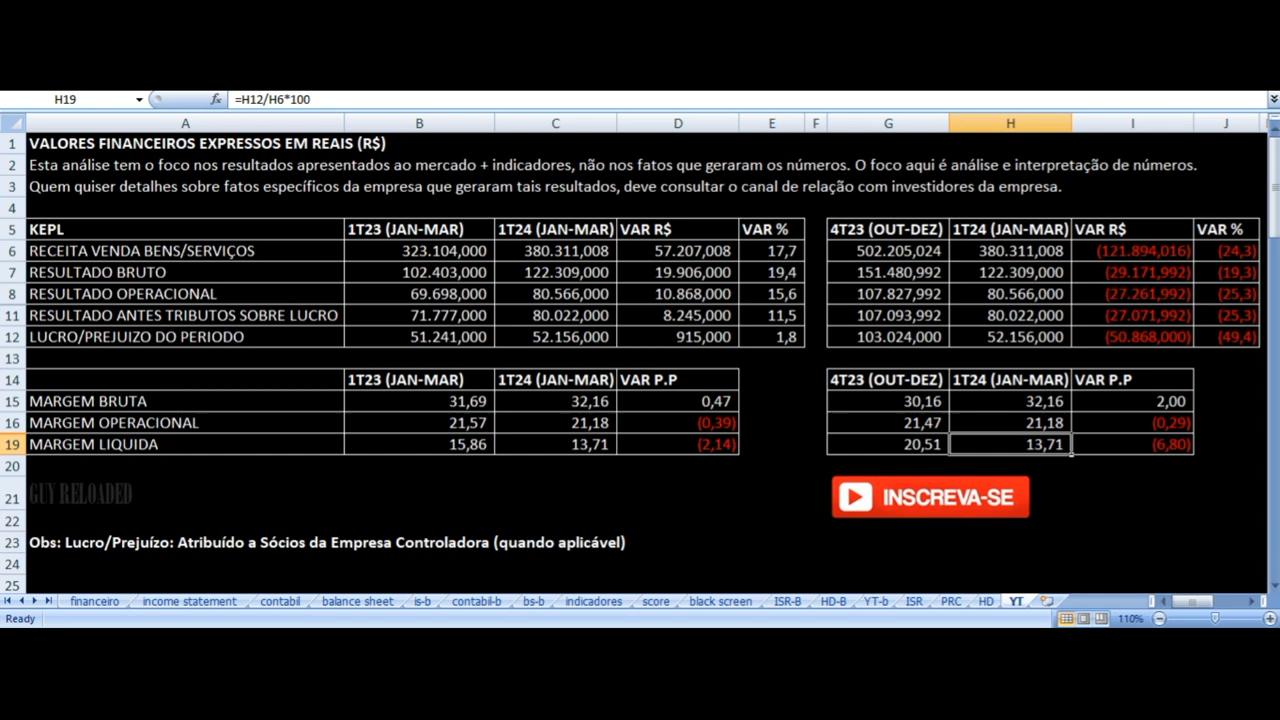 H19 fx =H12/H6*100
A B C D E F G H I J
1 VALORES FINANCEIROS EXPRESSOS EM REAIS (R$)
2 Esta análise tem o foco nos resultados apresentados ao mercado + indicadores, não nos fatos que geraram os números. O foco aqui é análise e interpretação de números.
3 Quem quiser detalhes sobre fatos específicos da empresa que geraram tais resultados, deve consultar o canal de relação com investidores da empresa.
4
5 KEPL 1T23 (JAN-MAR) 1T24 (JAN-MAR) VAR R$ VAR % 4T23 (OUT-DEZ) 1T24 (JAN-MAR) VAR R$ VAR %
6 RECEITA VENDA BENS/SERVIÇOS 323.104,000 380.311,008 57.207,008 17,7 502.205,024 380.311,008 (121.894,016) (24,3)
7 RESULTADO BRUTO 102.403,000 122.309,000 19.906,000 19,4 151.480,992 122.309,000 (29.171,992) (19,3)
8 RESULTADO OPERACIONAL 69.698,000 80.566,000 10.868,000 15,6 107.827,992 80.566,000 (27.261,992) (25,3)
11 RESULTADO ANTES TRIBUTOS SOBRE LUCRO 71.777,000 80.022,000 8.245,000 11,5 107.093,992 80.022,000 (27.071,992) (25,3)
12 LUCRO/PREJUIZO DO PERIODO 51.241,000 52.156,000 915,000 1,8 103.024,000 52.156,000 (50.868,000) (49,4)
13
14 1T23 (JAN-MAR) 1T24 (JAN-MAR) VAR P.P 4T23 (OUT-DEZ) 1T24 (JAN-MAR) VAR P.P
15 MARGEM BRUTA 31,69 32,16 0,47 30,16 32,16 2,00
16 MARGEM OPERACIONAL 21,57 21,18 (0,39) 21,47 21,18 (0,29)
19 MARGEM LIQUIDA 15,86 13,71 (2,14) 20,51 13,71 (6,80)
20
21 GUY RELOADED INSCREVA-SE
22
23 Obs: Lucro/Prejuízo: Atribuído a Sócios da Empresa Controladora (quando aplicável)
24
25
financeiro income statement contabil balance sheet is-b contabil-b bs-b indicadores score black screen ISR-B HD-B YT-b ISR PRC HD YT
Ready 110%